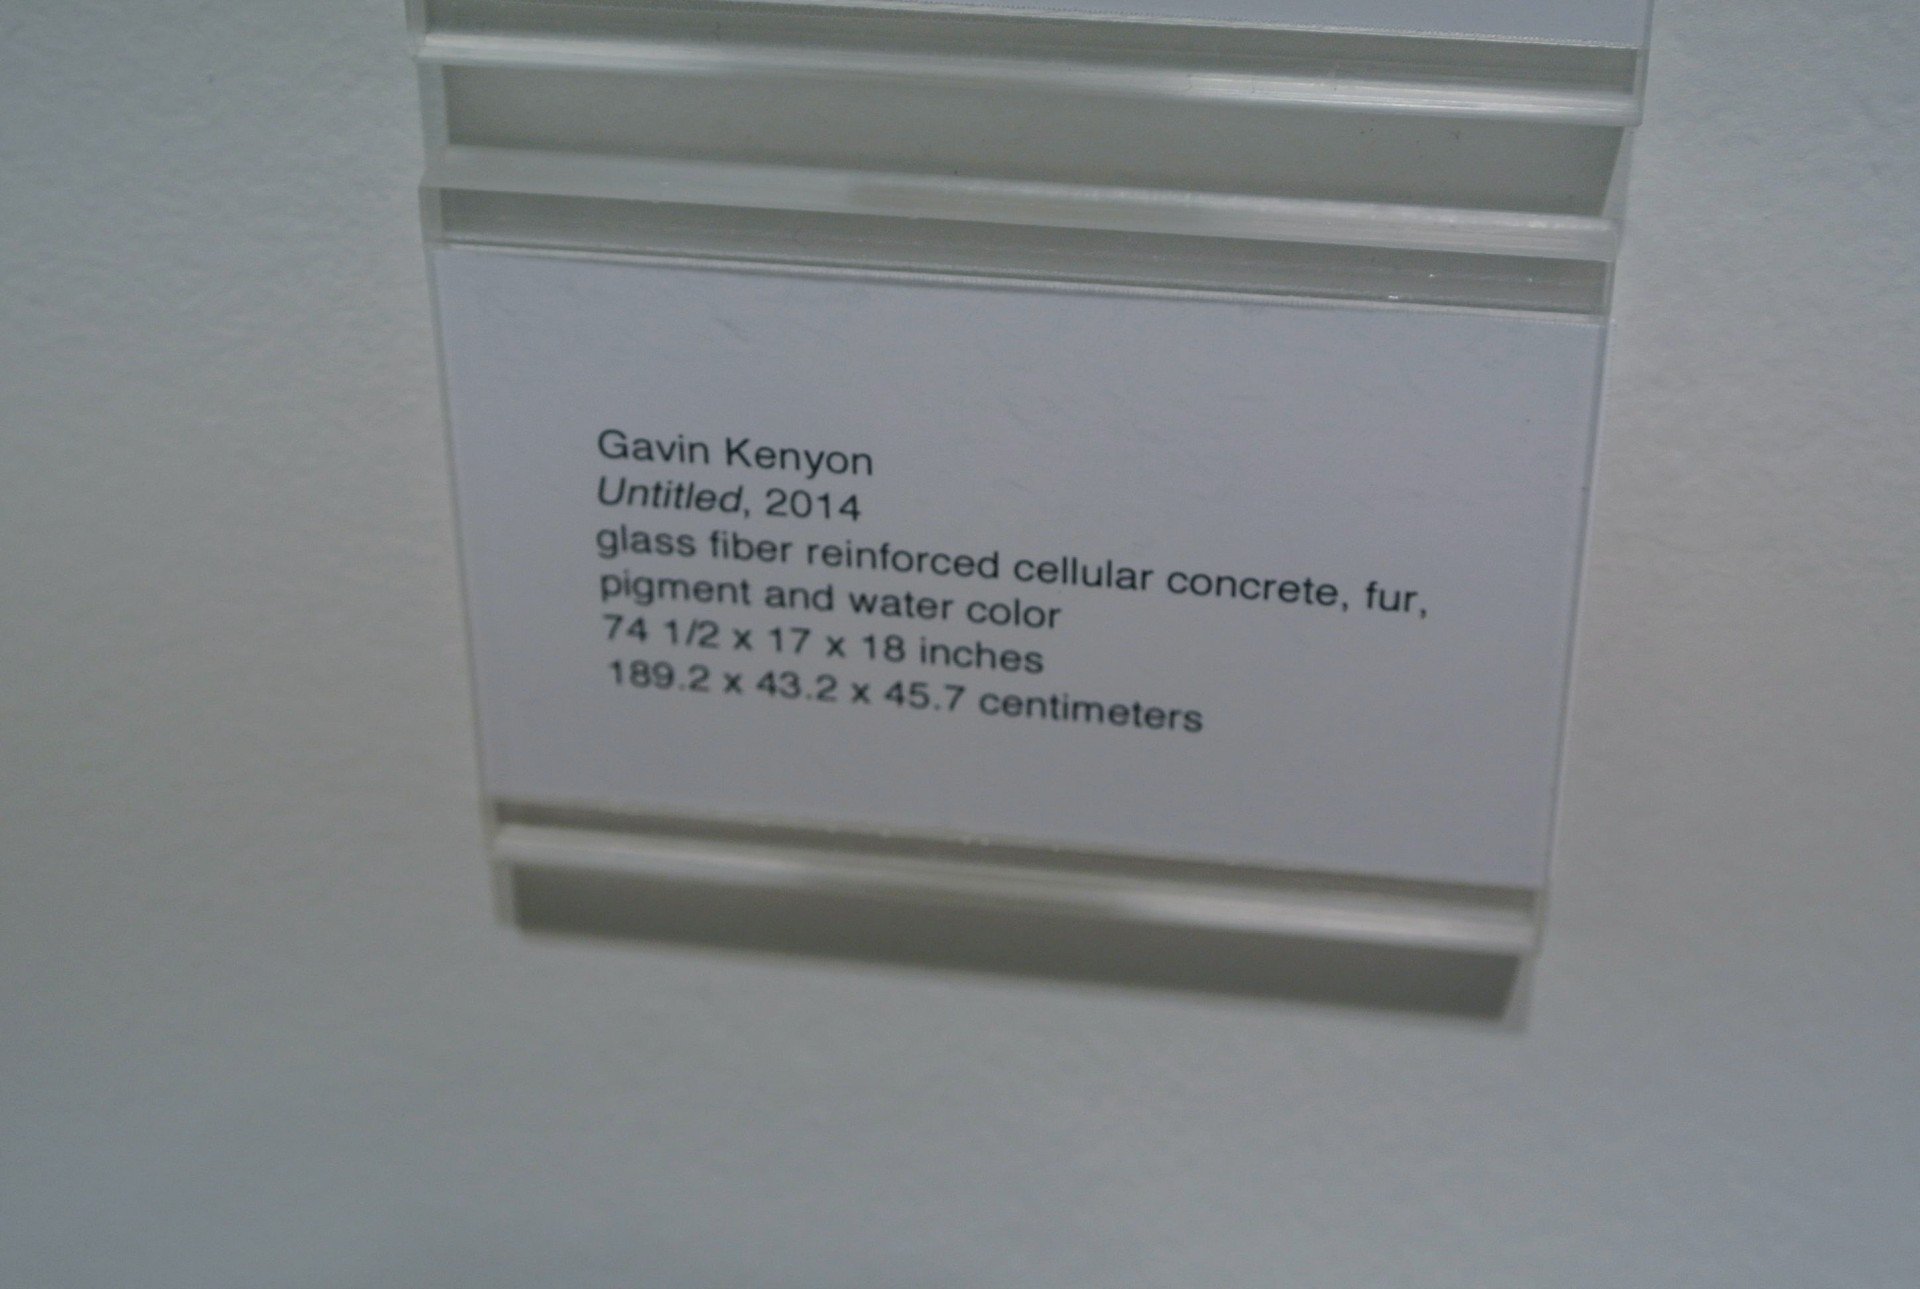 Gavin Kenyon
Untitled, 2014
glass fiber reinforced cellular concrete, fur,
pigment and water color
74 1/2 x 17 x 18 inches
189.2 x 43.2 x 45.7 centimeters